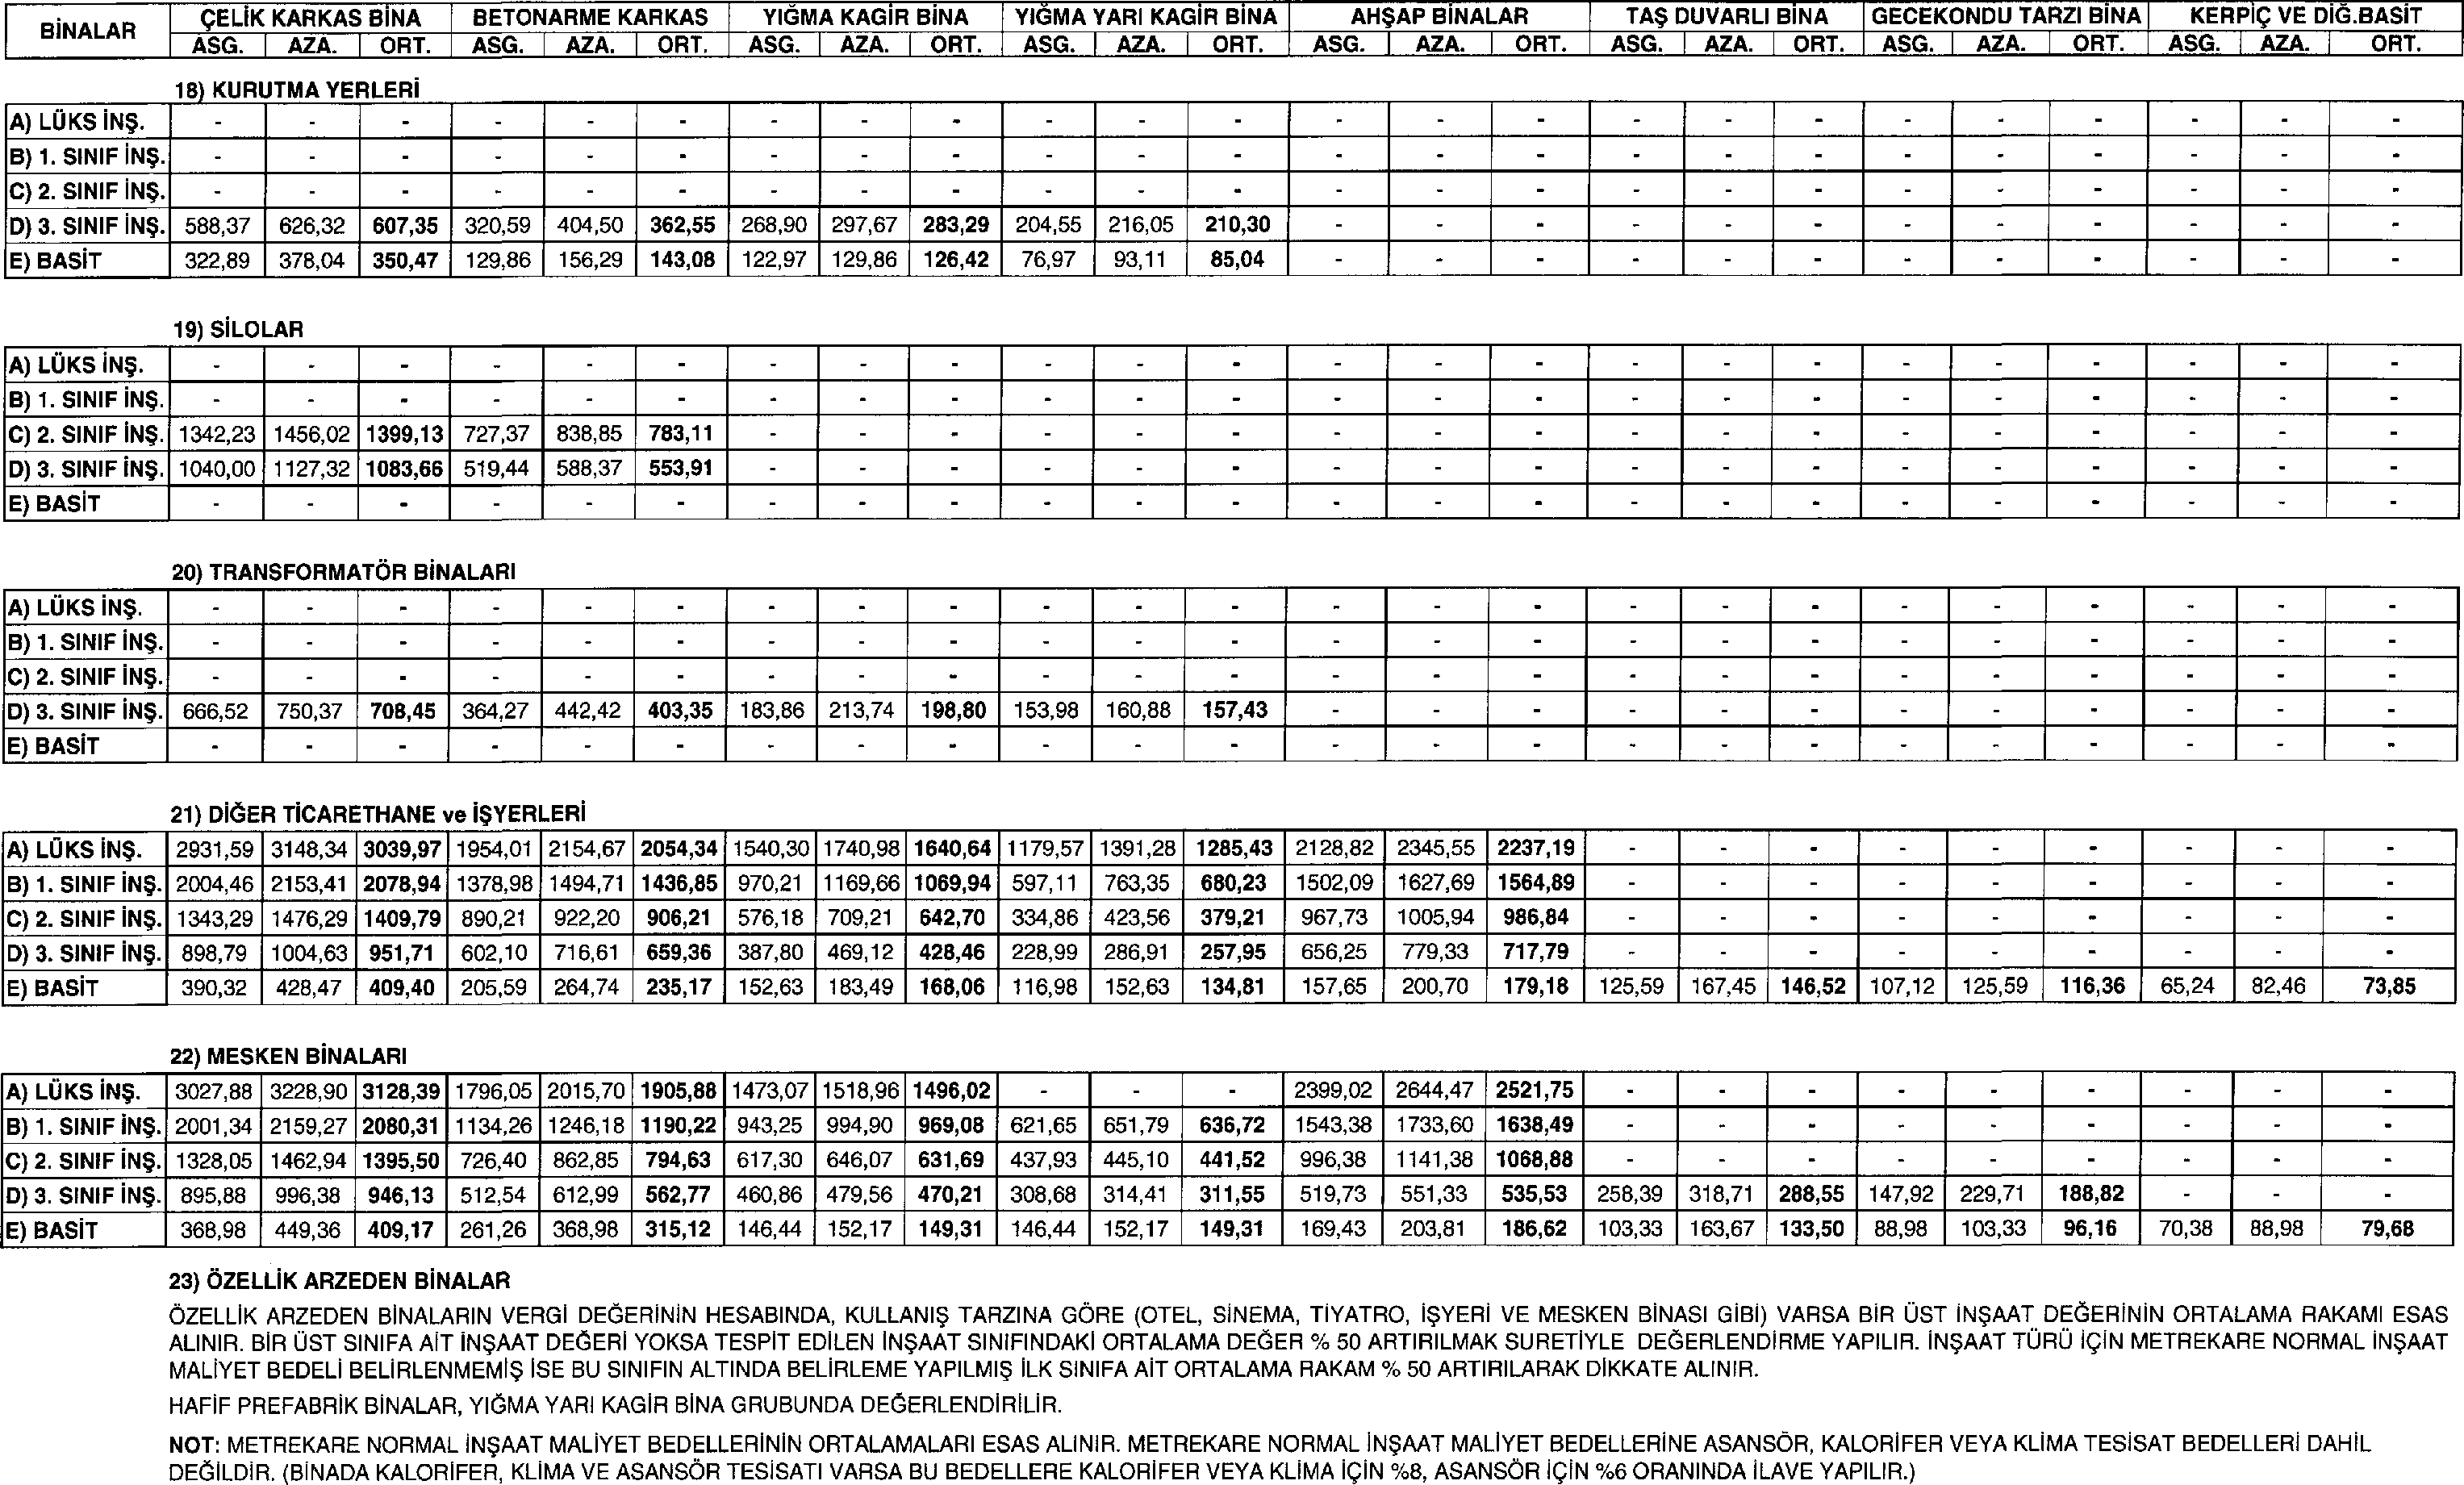 BİNALAR ÇELİK KARKAS BİNA BETONARME KARKAS YIĞMA KAGİR BİNA YIĞMA YARI KAGİR BİNA AHŞAP BİNALAR TAŞ DUVARLI BİNA GECEKONDU TARZI BİNA KERPİÇ VE DİĞ.BASİT
ASG. AZA. ORT. ASG. AZA. ORT. ASG. AZA. ORT. ASG. AZA. ORT. ASG. AZA. ORT. ASG. AZA. ORT. ASG. AZA. ORT. ASG. AZA. ORT.
18) KURUTMA YERLERİ
A) LÜKS İNŞ. - - - - - - - - - - - - - - - - - - - - - - - -
B) 1. SINIF İNŞ. - - - - - - - - - - - - - - - - - - - - - - - -
C) 2. SINIF İNŞ. - - - - - - - - - - - - - - - - - - - - - - - -
D) 3. SINIF İNŞ. 588,37 626,32 607,35 320,59 404,50 362,55 268,90 297,67 283,29 204,55 216,05 210,30 - - - - - - - - - - - -
E) BASİT 322,89 378,04 350,47 129,86 156,29 143,08 122,97 129,86 126,42 76,97 93,11 85,04 - - - - - - - - - - - -
19) SİLOLAR
A) LÜKS İNŞ. - - - - - - - - - - - - - - - - - - - - - - - -
B) 1. SINIF İNŞ. - - - - - - - - - - - - - - - - - - - - - - - -
C) 2. SINIF İNŞ. 1342,23 1456,02 1399,13 727,37 838,85 783,11 - - - - - - - - - - - - - - - - - -
D) 3. SINIF İNŞ. 1040,00 1127,32 1083,66 519,44 588,37 553,91 - - - - - - - - - - - - - - - - - -
E) BASİT - - - - - - - - - - - - - - - - - - - - - - - -
20) TRANSFORMATÖR BİNALARI
A) LÜKS İNŞ. - - - - - - - - - - - - - - - - - - - - - - - -
B) 1. SINIF İNŞ. - - - - - - - - - - - - - - - - - - - - - - - -
C) 2. SINIF İNŞ. - - - - - - - - - - - - - - - - - - - - - - - -
D) 3. SINIF İNŞ. 666,52 750,37 708,45 364,27 442,42 403,35 183,86 213,74 198,80 153,98 160,88 157,43 - - - - - - - - - - - -
E) BASİT - - - - - - - - - - - - - - - - - - - - - - - -
21) DİĞER TİCARETHANE ve İŞYERLERİ
A) LÜKS İNŞ. 2931,59 3148,34 3039,97 1954,01 2154,67 2054,34 1540,30 1740,98 1640,64 1179,57 1391,28 1285,43 2128,82 2345,55 2237,19 - - - - - - - - -
B) 1. SINIF İNŞ. 2004,46 2153,41 2078,94 1378,98 1494,71 1436,85 970,21 1169,66 1069,94 597,11 763,35 680,23 1502,09 1627,69 1564,89 - - - - - - - - -
C) 2. SINIF İNŞ. 1343,29 1476,29 1409,79 890,21 922,20 906,21 576,18 709,21 642,70 334,86 423,56 379,21 967,73 1005,94 986,84 - - - - - - - - -
D) 3. SINIF İNŞ. 898,79 1004,63 951,71 602,10 716,61 659,36 387,80 469,12 428,46 228,99 286,91 257,95 656,25 779,33 717,79 - - - - - - - - -
E) BASİT 390,32 428,47 409,40 205,59 264,74 235,17 152,63 183,49 168,06 116,98 152,63 134,81 157,65 200,70 179,18 125,59 167,45 146,52 107,12 125,59 116,36 65,24 82,46 73,85
22) MESKEN BİNALARI
A) LÜKS İNŞ. 3027,88 3228,90 3128,39 1796,05 2015,70 1905,88 1473,07 1518,96 1496,02 - - - 2399,02 2644,47 2521,75 - - - - - - - - -
B) 1. SINIF İNŞ. 2001,34 2159,27 2080,31 1134,26 1246,18 1190,22 943,25 994,90 969,08 621,65 651,79 636,72 1543,38 1733,60 1638,49 - - - - - - - - -
C) 2. SINIF İNŞ. 1328,05 1462,94 1395,50 726,40 862,85 794,63 617,30 646,07 631,69 437,93 445,10 441,52 996,38 1141,38 1068,88 - - - - - - - - -
D) 3. SINIF İNŞ. 895,88 996,38 946,13 512,54 612,99 562,77 460,86 479,56 470,21 308,68 314,41 311,55 519,73 551,33 535,53 258,39 318,71 288,55 147,92 229,71 188,82 - - -
E) BASİT 368,98 449,36 409,17 261,26 368,98 315,12 146,44 152,17 149,31 146,44 152,17 149,31 169,43 203,81 186,62 103,33 163,67 133,50 88,98 103,33 96,16 70,38 88,98 79,68
23) ÖZELLİK ARZEDEN BİNALAR
ÖZELLİK ARZEDEN BİNALARIN VERGİ DEĞERİNİN HESABINDA, KULLANIŞ TARZINA GÖRE (OTEL, SİNEMA, TİYATRO, İŞYERİ VE MESKEN BİNASI GİBİ) VARSA BİR ÜST İNŞAAT DEĞERİNİN ORTALAMA RAKAMI ESAS
ALINIR. BİR ÜST SINIFA AİT İNŞAAT DEĞERİ YOKSA TESPİT EDİLEN İNŞAAT SINIFINDAKİ ORTALAMA DEĞER % 50 ARTIRILMAK SURETİYLE DEĞERLENDİRME YAPILIR. İNŞAAT TÜRÜ İÇİN METREKARE NORMAL İNŞAAT
MALİYET BEDELİ BELİRLENMEMİŞ İSE BU SINIFIN ALTINDA BELİRLEME YAPILMIŞ İLK SINIFA AİT ORTALAMA RAKAM % 50 ARTIRILARAK DİKKATE ALINIR.
HAFİF PREFABRİK BİNALAR, YIĞMA YARI KAGİR BİNA GRUBUNDA DEĞERLENDİRİLİR.
NOT: METREKARE NORMAL İNŞAAT MALİYET BEDELLERİNİN ORTALAMALARI ESAS ALINIR. METREKARE NORMAL İNŞAAT MALİYET BEDELLERİNE ASANSÖR, KALORİFER VEYA KLİMA TESİSAT BEDELLERİ DAHİL
DEĞİLDİR. (BİNADA KALORİFER, KLİMA VE ASANSÖR TESİSATI VARSA BU BEDELLERE KALORİFER VEYA KLİMA İÇİN %8, ASANSÖR İÇİN %6 ORANINDA İLAVE YAPILIR.)